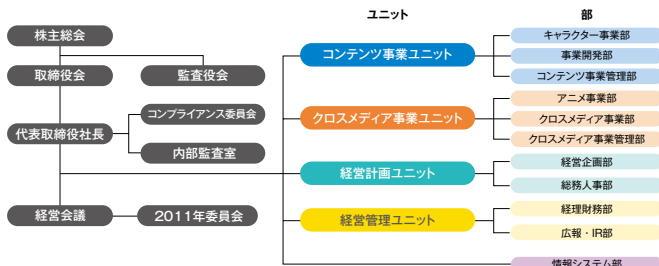 ユニット
部
株主総会
取締役会
監査役会
代表取締役社長
コンプライアンス委員会
内部監査室
経営会議
2011年委員会
コンテンツ事業ユニット
キャラクター事業部
事業開発部
コンテンツ事業管理部
クロスメディア事業ユニット
アニメ事業部
クロスメディア事業部
クロスメディア事業管理部
経営計画ユニット
経営企画部
総務人事部
経営管理ユニット
経理財務部
広報・IR部
情報システム部